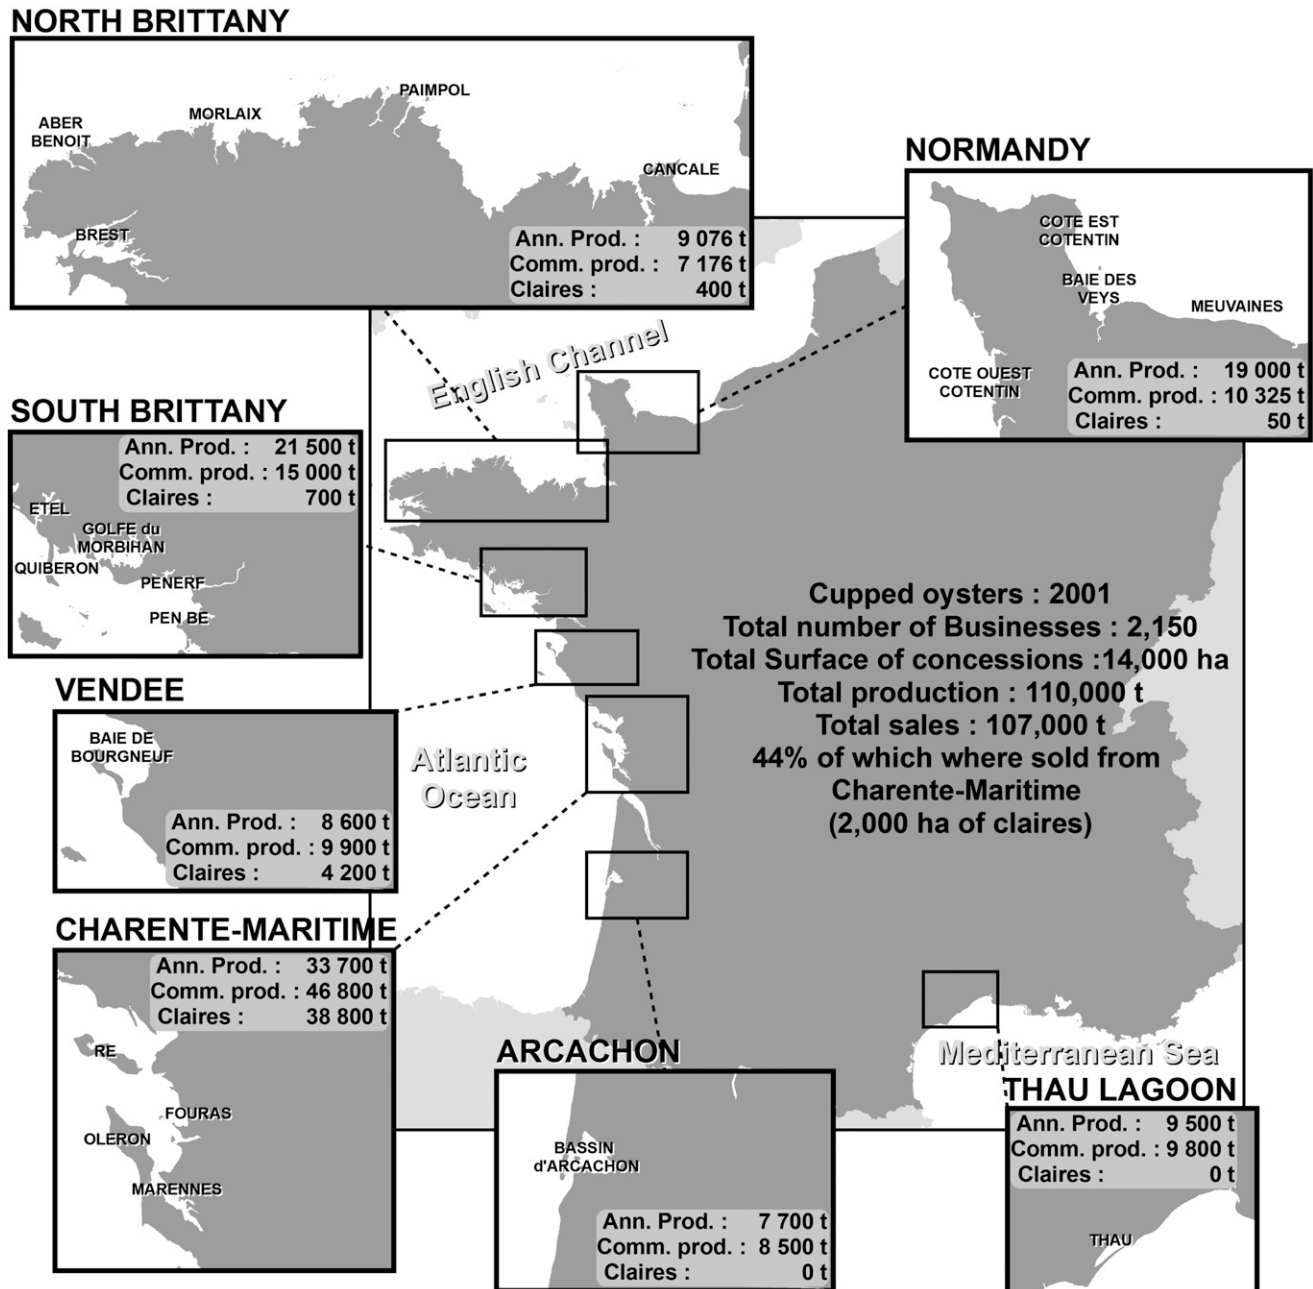 NORTH BRITTANY
ABER
BENOIT
MORLAIX
PAIMPOL
CANCALE
BREST
Ann. Prod. : 9 076 t
Comm. prod. : 7 176 t
Claires : 400 t
NORMANDY
COTE EST
COTENTIN
BAIE DES
VEYS
MEUVAINES
COTE OUEST
COTENTIN
Ann. Prod. : 19 000 t
Comm. prod. : 10 325 t
Claires : 50 t
English Channel
SOUTH BRITTANY
Ann. Prod. : 21 500 t
Comm. prod. : 15 000 t
Claires : 700 t
ETEL
GOLFE du
MORBIHAN
QUIBERON
PENERF
PEN BE
Cupped oysters : 2001
Total number of Businesses : 2,150
Total Surface of concessions :14,000 ha
Total production : 110,000 t
Total sales : 107,000 t
44% of which where sold from
Charente-Maritime
(2,000 ha of claires)
VENDEE
BAIE DE
BOURGNEUF
Ann. Prod. : 8 600 t
Comm. prod. : 9 900 t
Claires : 4 200 t
Atlantic
Ocean
CHARENTE-MARITIME
Ann. Prod. : 33 700 t
Comm. prod. : 46 800 t
Claires : 38 800 t
RE
FOURAS
OLERON
MARENNES
ARCACHON
BASSIN
d'ARCACHON
Ann. Prod. : 7 700 t
Comm. prod. : 8 500 t
Claires : 0 t
Mediterranean Sea
THAU LAGOON
Ann. Prod. : 9 500 t
Comm. prod. : 9 800 t
Claires : 0 t
THAU